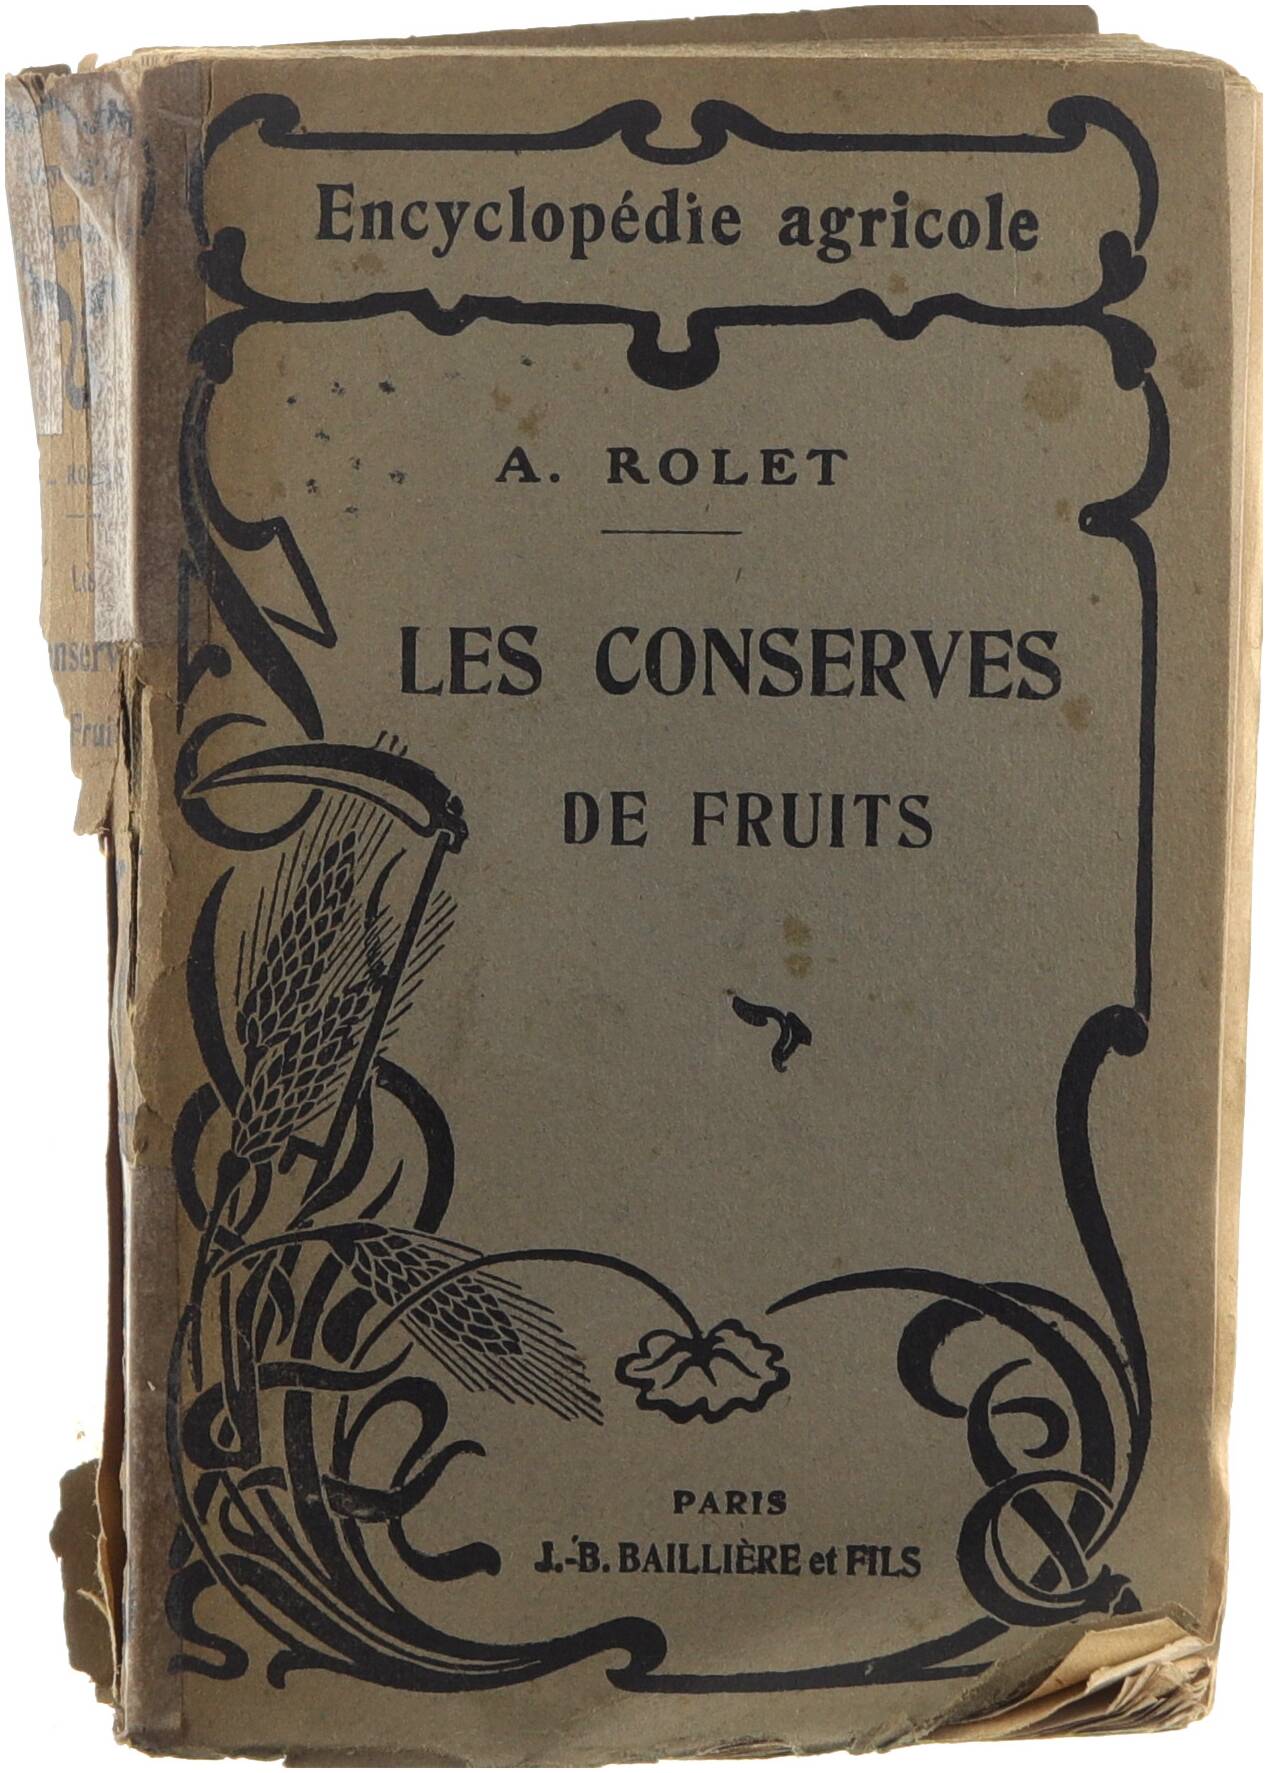 Encyclopédie agricole
A. ROLET
LES CONSERVES
DE FRUITS
PARIS
J.-B. BAILLIÈRE et FILS